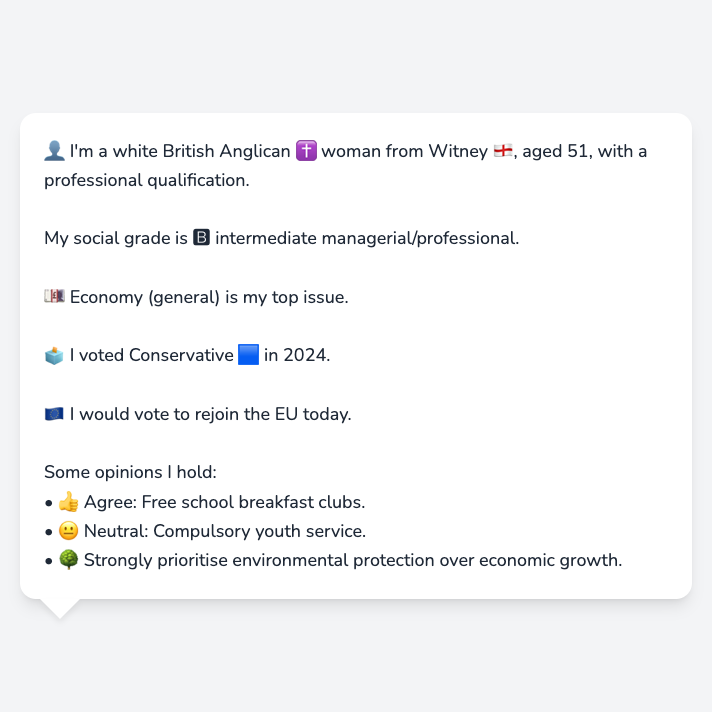 👤 I'm a white British Anglican ✝️ woman from Witney 🏴󠁧󠁢󠁥󠁮󠁧󠁿, aged 51, with a
professional qualification.
My social grade is 🅱 intermediate managerial/professional.
💷 Economy (general) is my top issue.
🗳️ I voted Conservative 🟦 in 2024.
🇪🇺 I would vote to rejoin the EU today.
Some opinions I hold:
• 👍 Agree: Free school breakfast clubs.
• 😐 Neutral: Compulsory youth service.
• 🌳 Strongly prioritise environmental protection over economic growth.